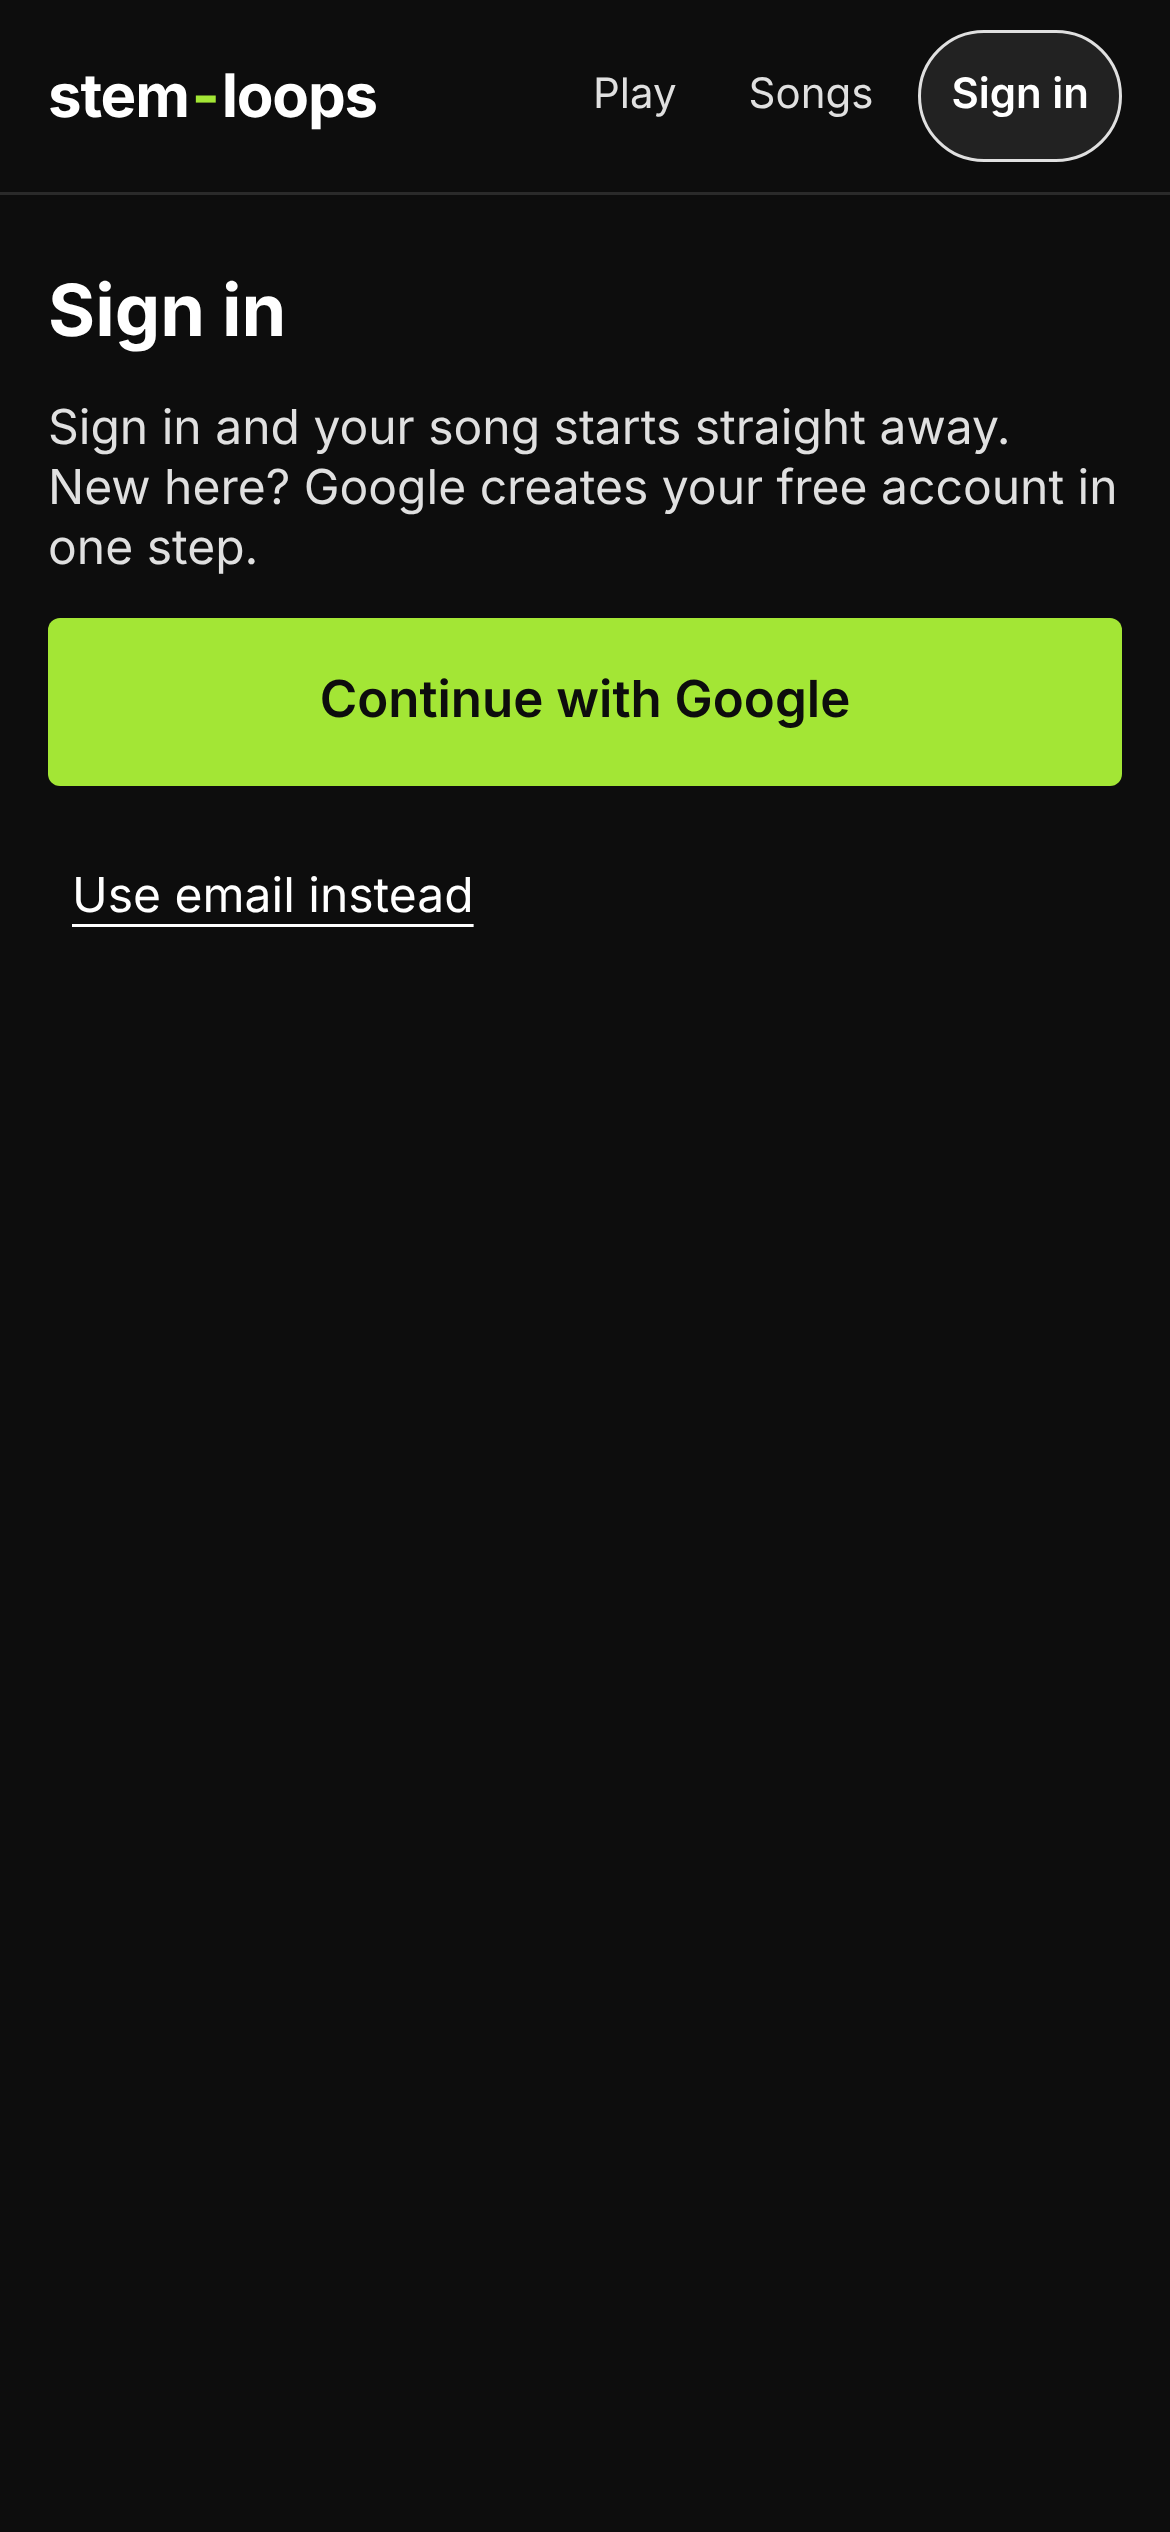 stem-loops
Play
Songs
Sign in
Sign in
Sign in and your song starts straight away.
New here? Google creates your free account in
one step.
Continue with Google
Use email instead